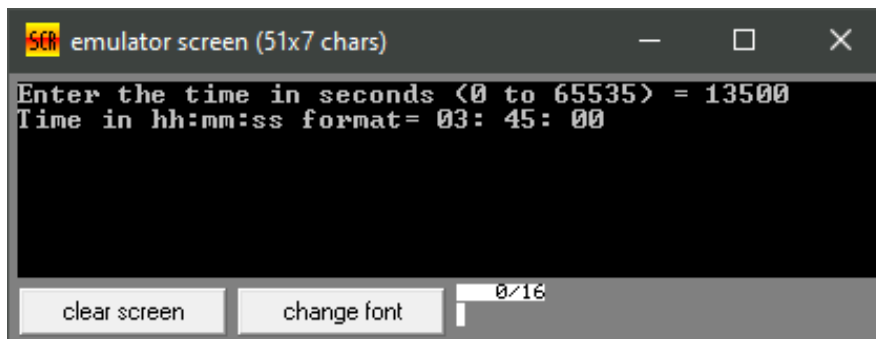 SCR emulator screen (51x7 chars)
Enter the time in seconds (0 to 65535) = 13500
Time in hh:mm:ss format= 03: 45: 00
clear screen
change font
0/16